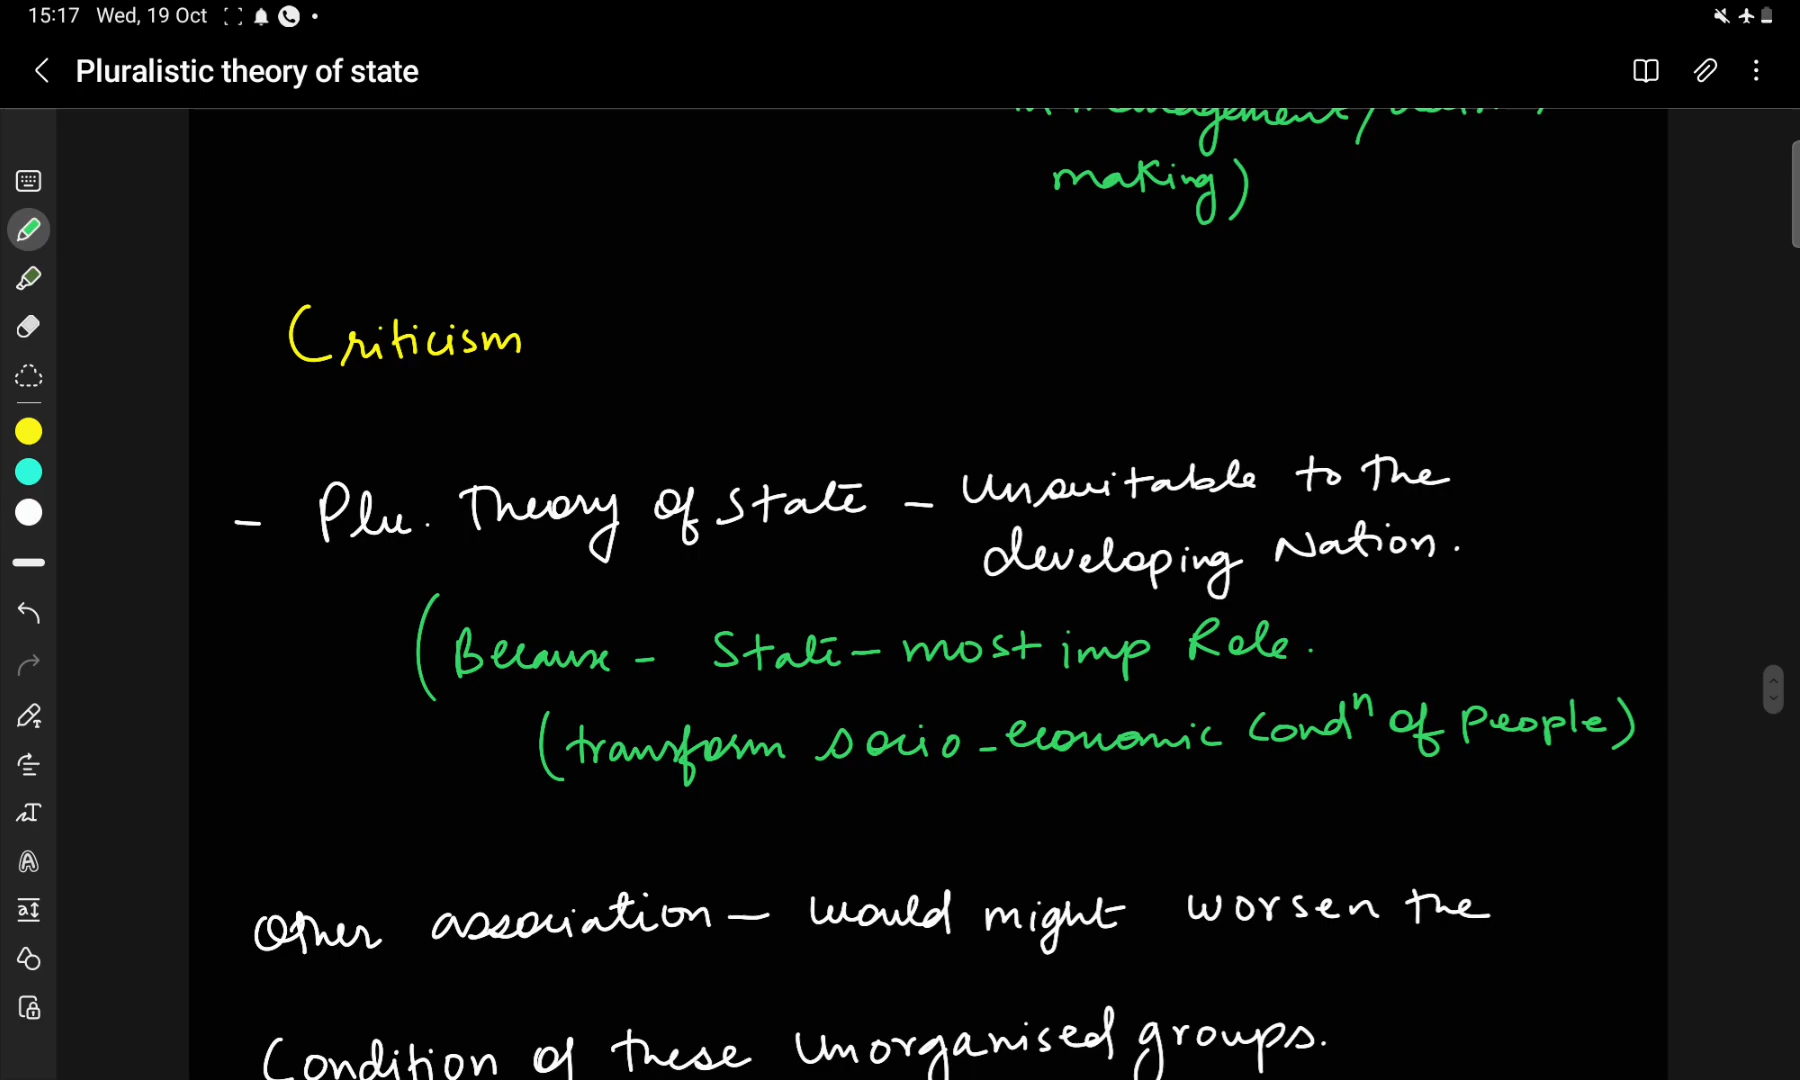 15:17 Wed, 19 Oct
Pluralistic theory of state
making)
Criticism
- Plu. Theory of state - Unsuitable to the
developing Nation.
(Because - State - most imp Role.
(transform socio-economic condⁿ of people)
Other association - would might worsen the
Condition of these unorganised groups.